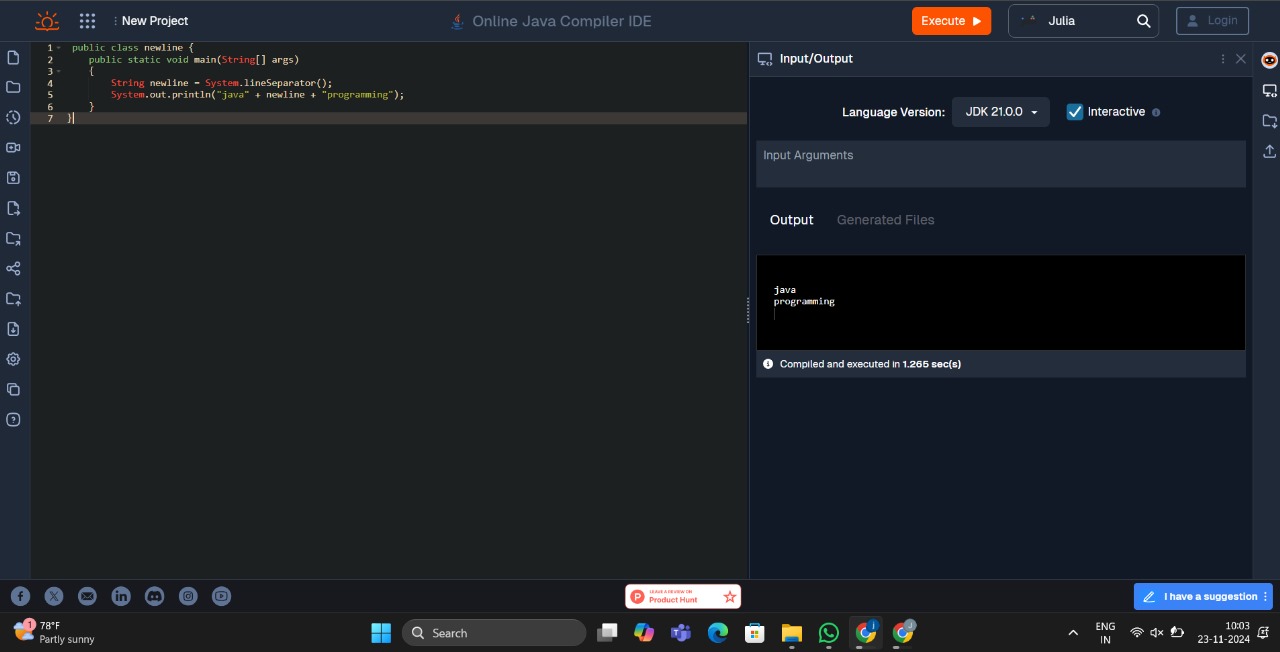 New Project
Online Java Compiler IDE
Execute
Julia
Login
1 public class newline {
2 public static void main(String[] args)
3 {
4 String newline = System.lineSeparator();
5 System.out.println("java" + newline + "programming");
6 }
7 }
Input/Output
Language Version: JDK 21.0.0 Interactive
Input Arguments
Output Generated Files
java
programming
Compiled and executed in 1.265 sec(s)
LEAVE A REVIEW ON
Product Hunt
I have a suggestion
1
78°F
Partly sunny
Search
ENG
IN
10:03
23-11-2024